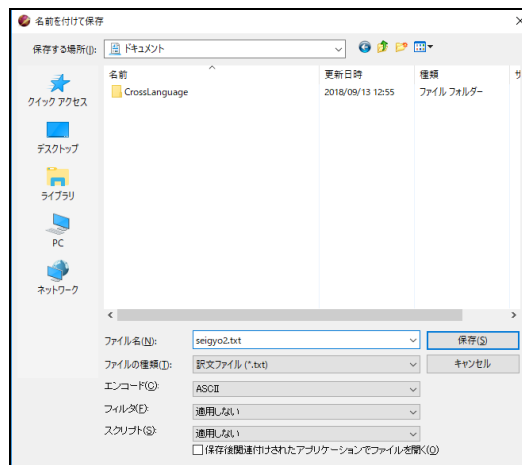 名前を付けて保存
保存する場所(I): ドキュメント
名前 更新日時 種類 サ
CrossLanguage 2018/09/13 12:55 ファイル フォルダー
クイック アクセス
デスクトップ
ライブラリ
PC
ネットワーク
ファイル名(N): seigyo2.txt 保存(S)
ファイルの種類(T): 訳文ファイル (*.txt) キャンセル
エンコード(C): ASCII
フィルタ(F): 適用しない
スクリプト(S): 適用しない
保存後関連付けされたアプリケーションでファイルを開く(O)